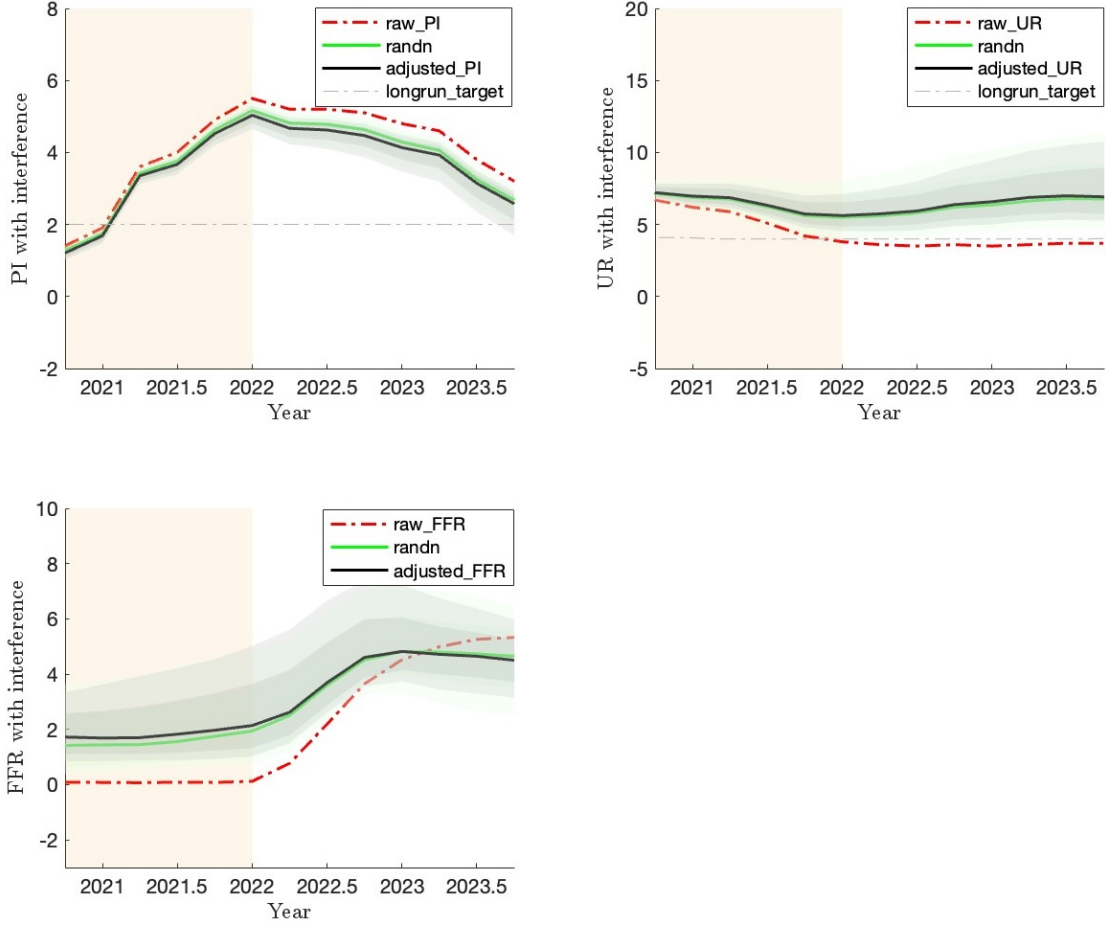 8
6
4
2
0
-2
PI with interference
raw_PI
randn
adjusted_PI
longrun_target
2021 2021.5 2022 2022.5 2023 2023.5
Year
20
15
10
5
0
-5
UR with interference
raw_UR
randn
adjusted_UR
longrun_target
2021 2021.5 2022 2022.5 2023 2023.5
Year
10
8
6
4
2
0
-2
FFR with interference
raw_FFR
randn
adjusted_FFR
2021 2021.5 2022 2022.5 2023 2023.5
Year